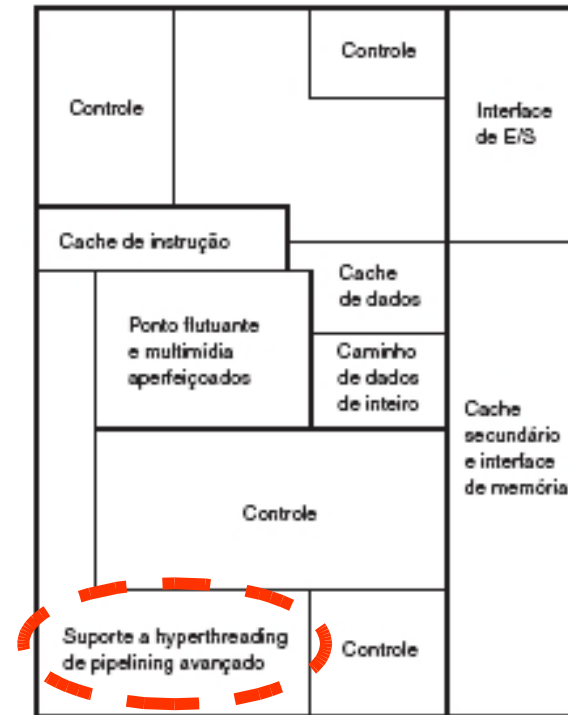 Controle
Controle
Interface
de E/S
Cache de instrução
Cache
de dados
Ponto flutuante
e multimídia
aperfeiçoados
Caminho
de dados
de inteiro
Cache
secundário
e interface
de memória
Controle
Suporte a hyperthreading
de pipelining avançado
Controle